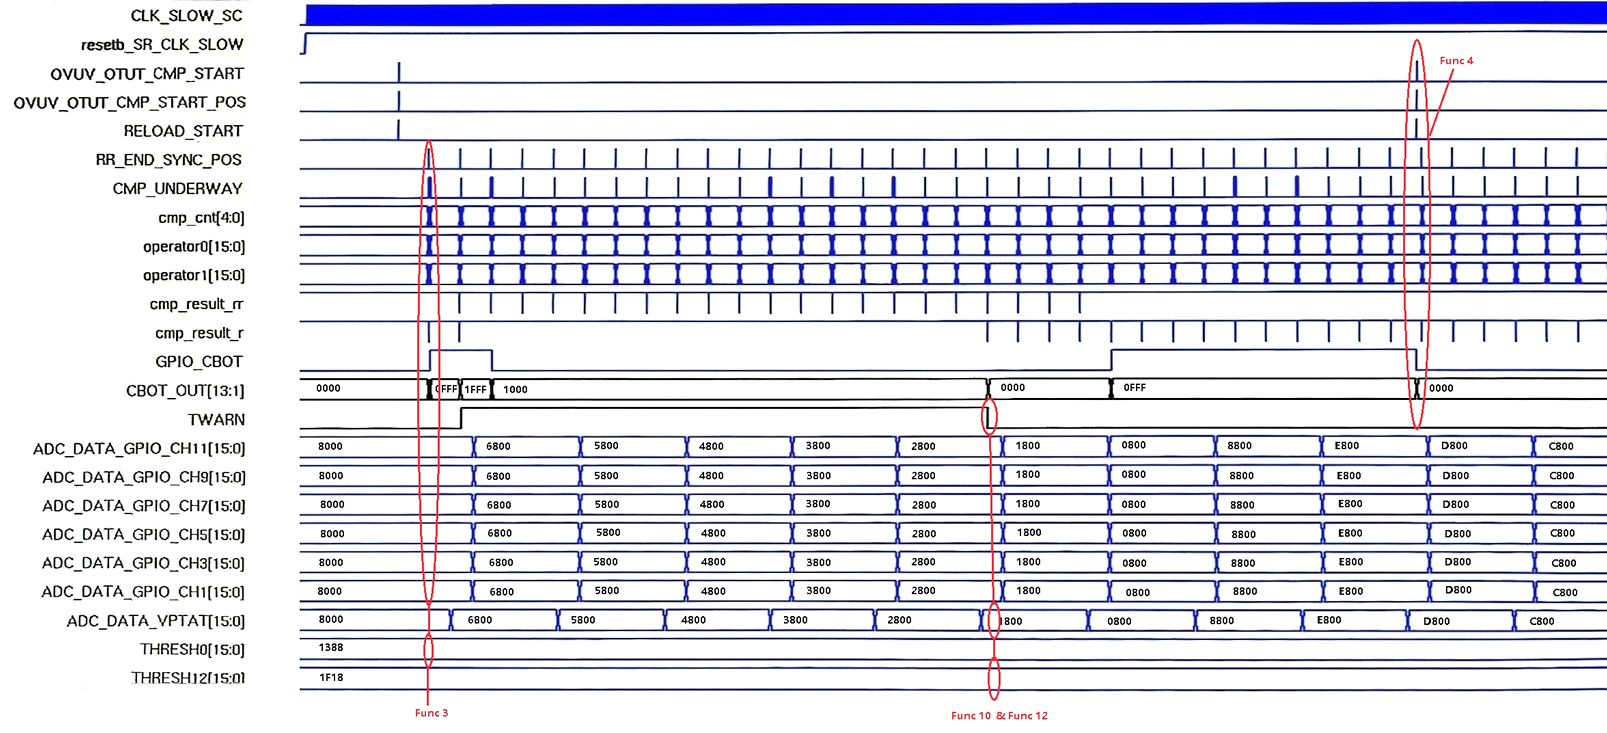 CLK_SLOW_SC
resetb_SR_CLK_SLOW
OVUV_OTUT_CMP_START
Func 4
OVUV_OTUT_CMP_START_POS
RELOAD_START
RR_END_SYNC_POS
CMP_UNDERWAY
cmp_cnt[4:0]
operator0[15:0]
operator1[15:0]
cmp_result_rr
cmp_result_r
GPIO_CBOT
CBOT_OUT[13:1] 0000 0FFF 1FFF 1000 0000 0FFF 0000
TWARN
ADC_DATA_GPIO_CH11[15:0] 8000 6800 5800 4800 3800 2800 1800 0800 8800 E800 D800 C800
ADC_DATA_GPIO_CH9[15:0] 8000 6800 5800 4800 3800 2800 1800 0800 8800 E800 D800 C800
ADC_DATA_GPIO_CH7[15:0] 8000 6800 5800 4800 3800 2800 1800 0800 8800 E800 D800 C800
ADC_DATA_GPIO_CH5[15:0] 8000 6800 5800 4800 3800 2800 1800 0800 8800 E800 D800 C800
ADC_DATA_GPIO_CH3[15:0] 8000 6800 5800 4800 3800 2800 1800 0800 8800 E800 D800 C800
ADC_DATA_GPIO_CH1[15:0] 8000 6800 5800 4800 3800 2800 1800 0800 8800 E800 D800 C800
ADC_DATA_VPTAT[15:0] 8000 6800 5800 4800 3800 2800 1800 0800 8800 E800 D800 C800
THRESH0[15:0] 1388
THRESH12[15:0] 1F18
Func 3
Func 10 & Func 12